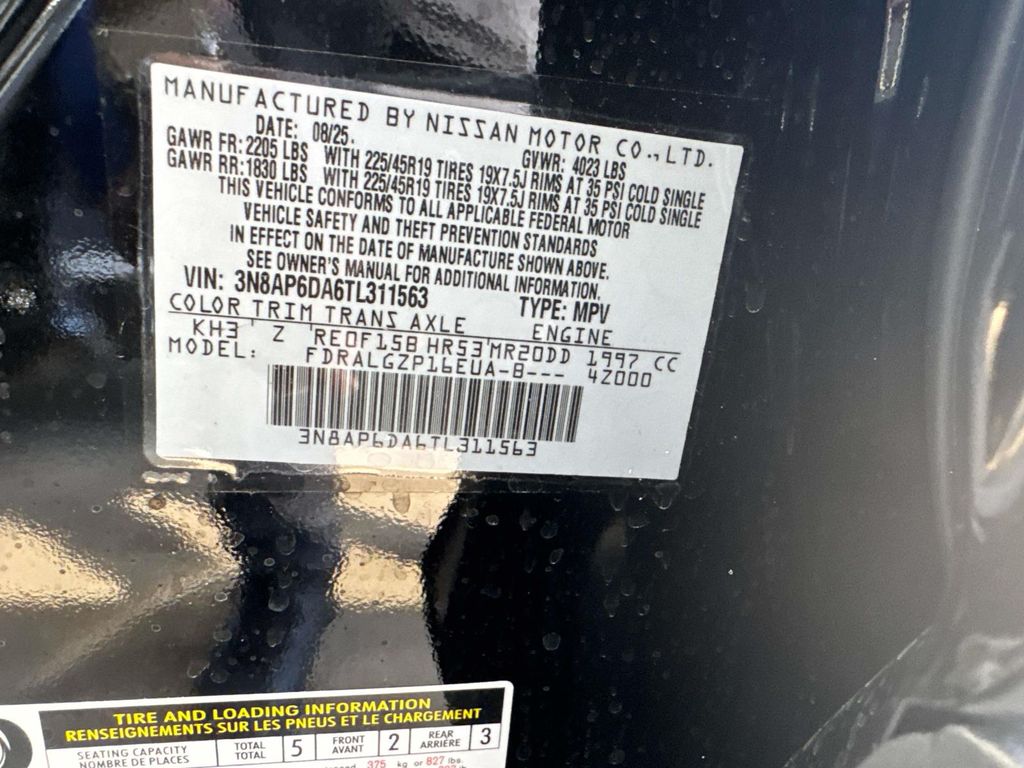 MANUFACTURED BY NISSAN MOTOR CO., LTD.
DATE: 08/25. GVWR: 4023 LBS
GAWR FR: 2205 LBS WITH 225/45R19 TIRES 19X7.5J RIMS AT 35 PSI COLD SINGLE
GAWR RR: 1830 LBS WITH 225/45R19 TIRES 19X7.5J RIMS AT 35 PSI COLD SINGLE
THIS VEHICLE CONFORMS TO ALL APPLICABLE FEDERAL MOTOR
VEHICLE SAFETY AND THEFT PREVENTION STANDARDS
IN EFFECT ON THE DATE OF MANUFACTURE SHOWN ABOVE.
SEE OWNER'S MANUAL FOR ADDITIONAL INFORMATION.
VIN: 3N8AP6DA6TL311563 TYPE: MPV
COLOR TRIM TRANS AXLE ENGINE
KH3 Z RE0F15B HR53 MR20DD 1997 CC
MODEL: FDRALGZP16EUA-B--- 4Z000
3N8AP6DA6TL311563
TIRE AND LOADING INFORMATION
RENSEIGNEMENTS SUR LES PNEUS ET LE CHARGEMENT
SEATING CAPACITY TOTAL 5 FRONT 2 REAR 3
NOMBRE DE PLACES TOTAL AVANT ARRIÈRE
375 kg or 827 lbs.